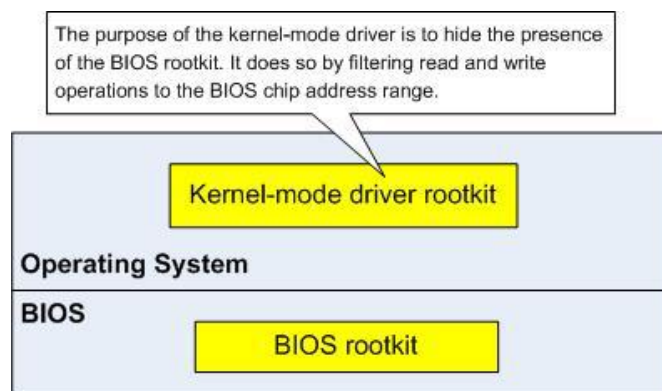 The purpose of the kernel-mode driver is to hide the presence
of the BIOS rootkit. It does so by filtering read and write
operations to the BIOS chip address range.
Kernel-mode driver rootkit
Operating System
BIOS
BIOS rootkit